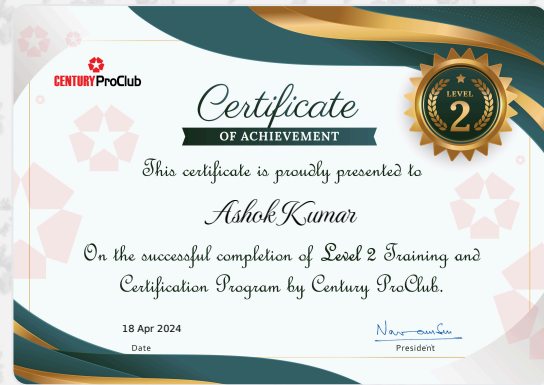 CENTURY ProClub
LEVEL
2
Certificate
OF ACHIEVEMENT
This certificate is proudly presented to
Ashok Kumar
On the successful completion of Level 2 Training and
Certification Program by Century ProClub.
18 Apr 2024
Date
President